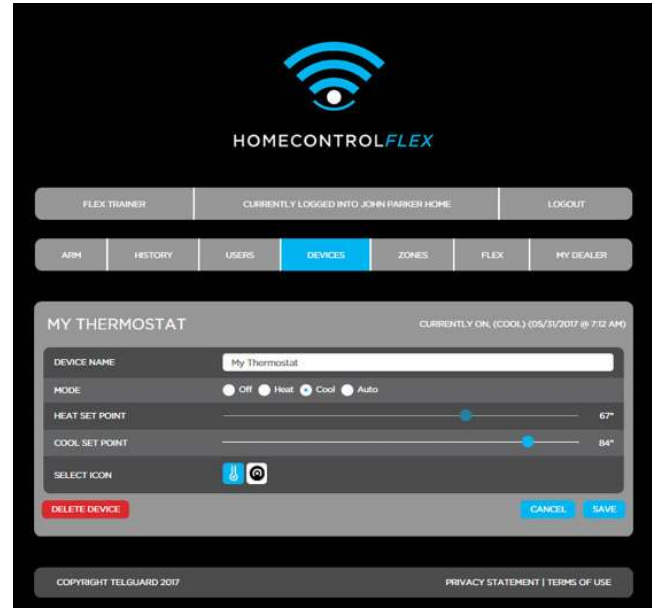 HOMECONTROLFLEX
FLEX TRAINER CURRENTLY LOGGED INTO JOHN PARKER HOME LOGOUT
ARM HISTORY USERS DEVICES ZONES FLEX MY DEALER
MY THERMOSTAT CURRENTLY ON, (COOL) (05/31/2017 @ 7:12 AM)
DEVICE NAME My Thermostat
MODE Off Heat Cool Auto
HEAT SET POINT 67°
COOL SET POINT 84°
SELECT ICON
DELETE DEVICE CANCEL SAVE
COPYRIGHT TELGUARD 2017 PRIVACY STATEMENT | TERMS OF USE